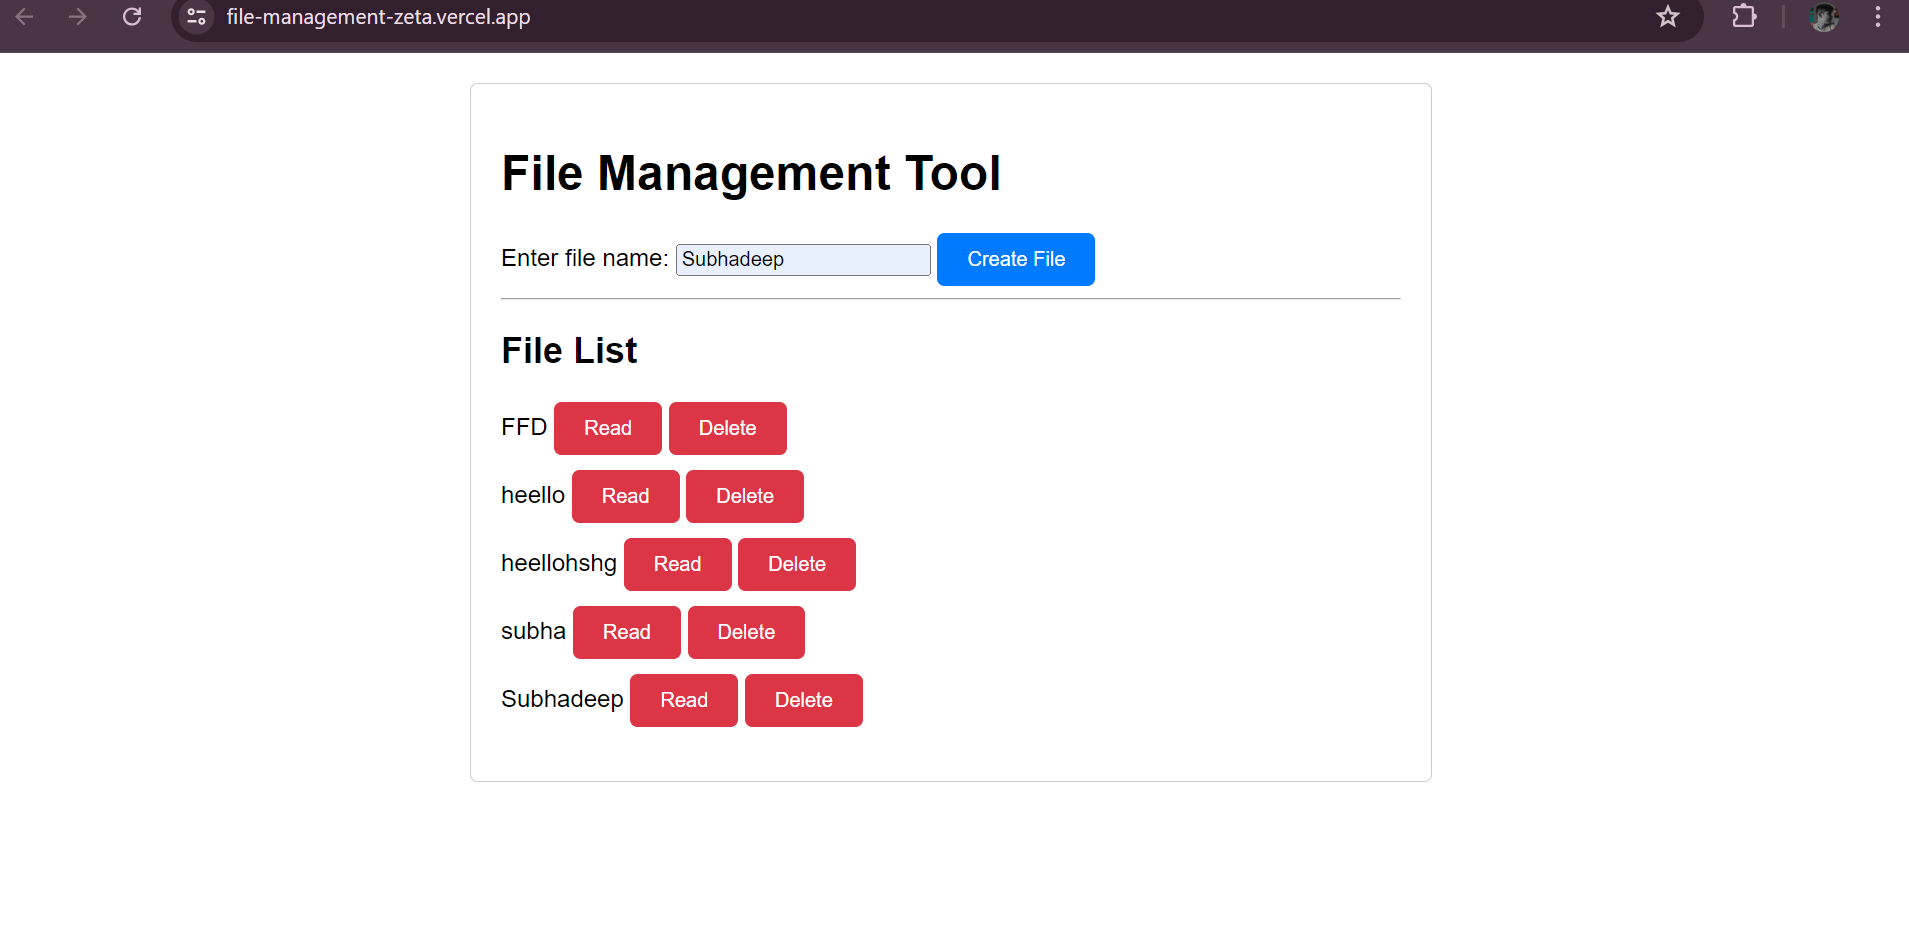 file-management-zeta.vercel.app
File Management Tool
Enter file name: Subhadeep Create File
File List
FFD Read Delete
heello Read Delete
heellohshg Read Delete
subha Read Delete
Subhadeep Read Delete